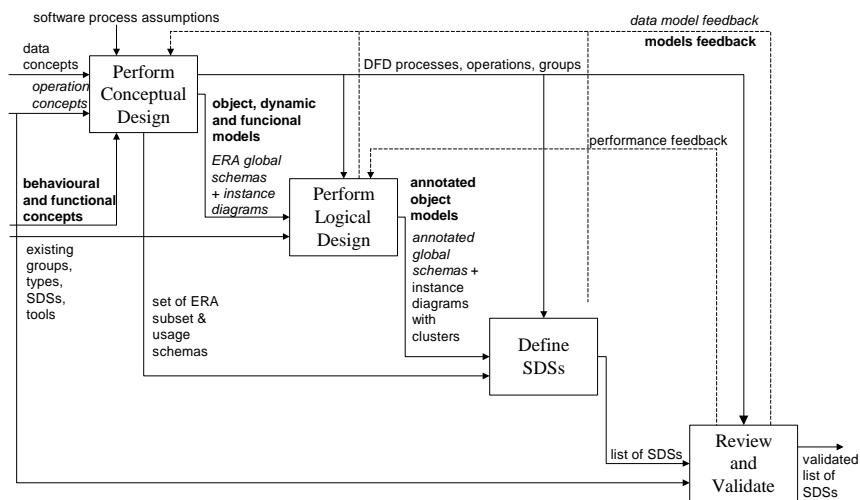 software process assumptions
data model feedback
models feedback
data
concepts
operation
concepts
Perform
Conceptual
Design
DFD processes, operations, groups
object, dynamic
and funcional
models
performance feedback
ERA global
schemas
+ instance
diagrams
behavioural
and functional
concepts
Perform
Logical
Design
annotated
object
models
existing
groups,
types,
SDSs,
tools
annotated
global
schemas +
instance
diagrams
with
clusters
set of ERA
subset &
usage
schemas
Define
SDSs
list of SDSs
Review
and
Validate
validated
list of
SDSs